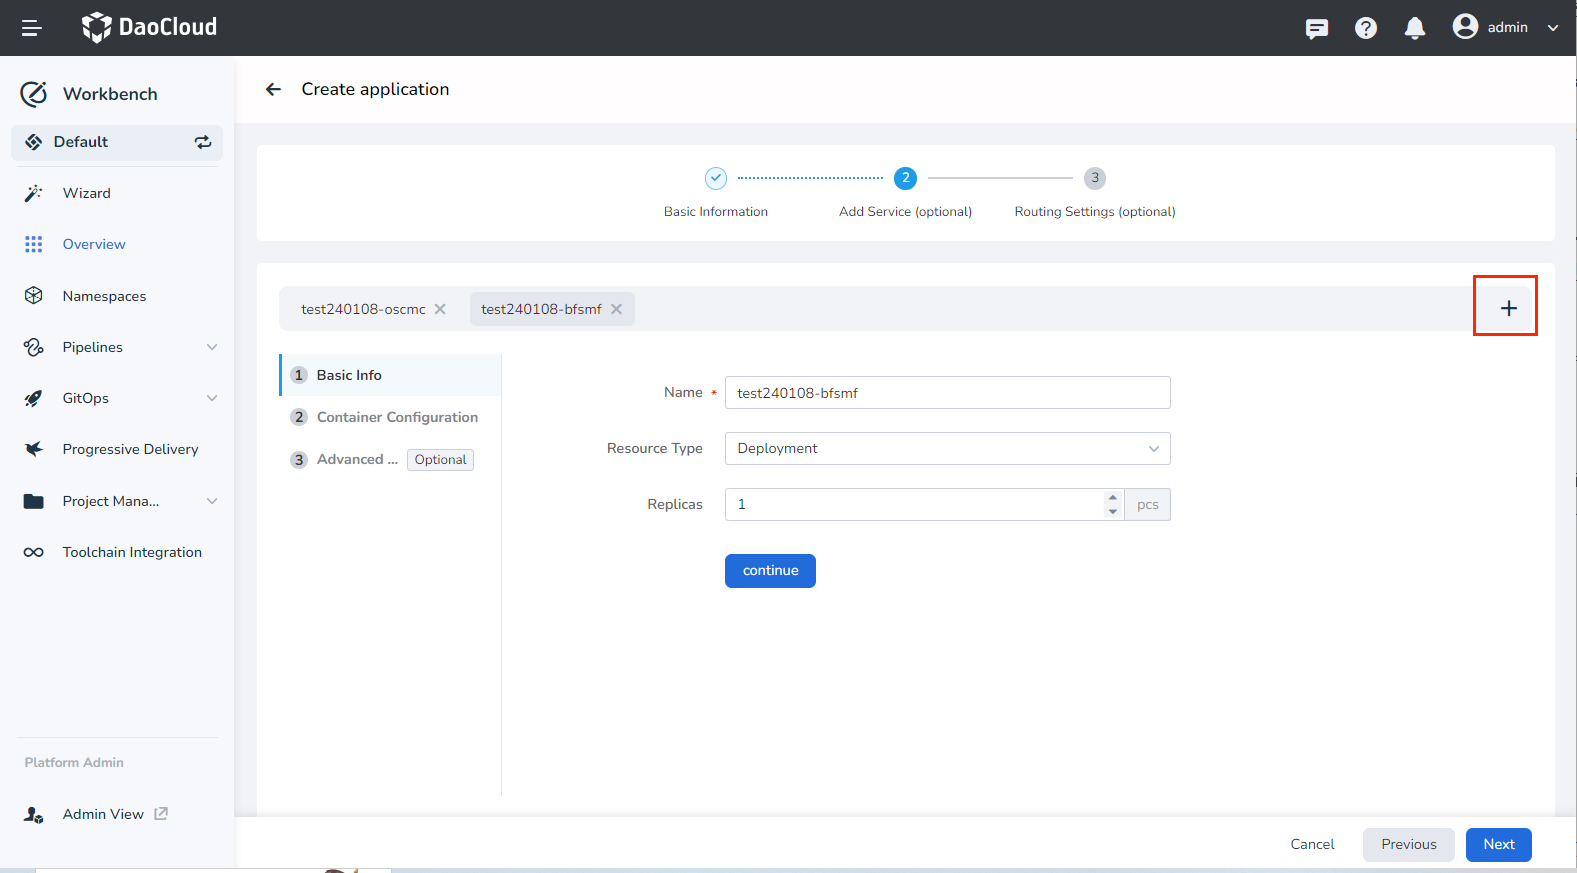 DaoCloud
admin
Workbench
Default
Wizard
Overview
Namespaces
Pipelines
GitOps
Progressive Delivery
Project Mana...
Toolchain Integration
Platform Admin
Admin View
Create application
2
3
Basic Information
Add Service (optional)
Routing Settings (optional)
test240108-oscmc
test240108-bfsmf
1 Basic Info
2 Container Configuration
3 Advanced ... Optional
Name * test240108-bfsmf
Resource Type Deployment
Replicas 1 pcs
continue
Cancel Previous Next